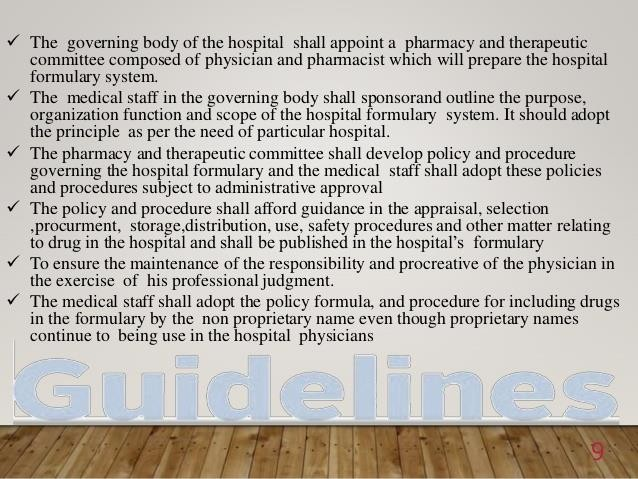 ✓ The governing body of the hospital shall appoint a pharmacy and therapeutic
committee composed of physician and pharmacist which will prepare the hospital
formulary system.
✓ The medical staff in the governing body shall sponsorand outline the purpose,
organization function and scope of the hospital formulary system. It should adopt
the principle as per the need of particular hospital.
✓ The pharmacy and therapeutic committee shall develop policy and procedure
governing the hospital formulary and the medical staff shall adopt these policies
and procedures subject to administrative approval
✓ The policy and procedure shall afford guidance in the appraisal, selection
,procurment, storage,distribution, use, safety procedures and other matter relating
to drug in the hospital and shall be published in the hospital's formulary
✓ To ensure the maintenance of the responsibility and procreative of the physician in
the exercise of his professional judgment.
✓ The medical staff shall adopt the policy formula, and procedure for including drugs
in the formulary by the non proprietary name even though proprietary names
continue to being use in the hospital physicians
Guidelines
9